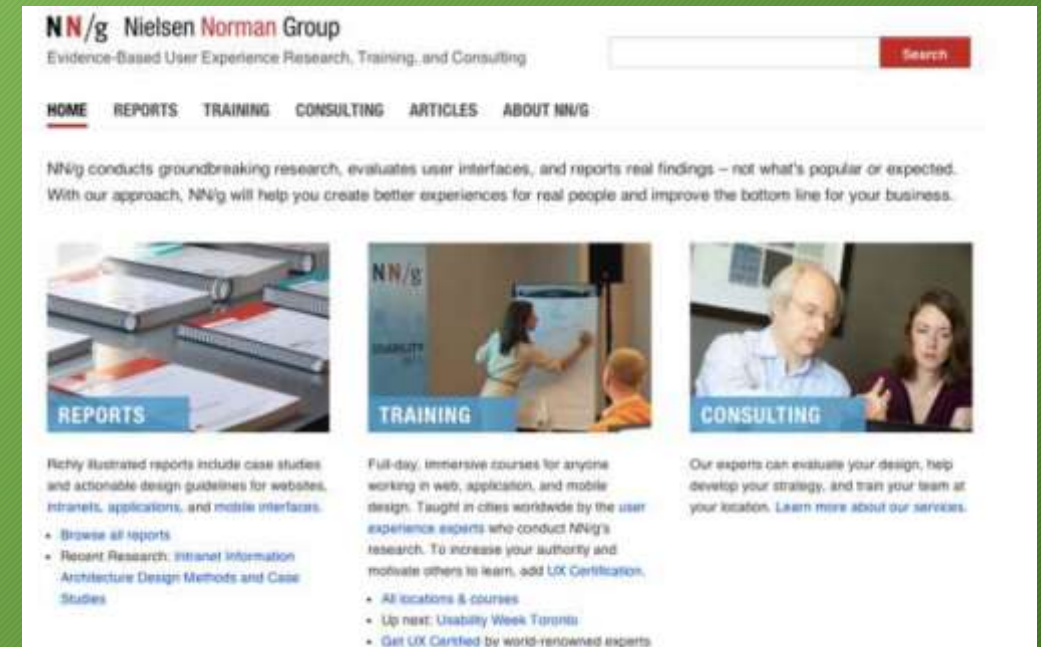 NN/g Nielsen Norman Group
Evidence-Based User Experience Research, Training, and Consulting
Search
HOME REPORTS TRAINING CONSULTING ARTICLES ABOUT NN/G
NN/g conducts groundbreaking research, evaluates user interfaces, and reports real findings – not what's popular or expected.
With our approach, NN/g will help you create better experiences for real people and improve the bottom line for your business.
REPORTS
Richly illustrated reports include case studies
and actionable design guidelines for websites,
intranets, applications, and mobile interfaces.
• Browse all reports
• Recent Research: Intranet Information
Architecture Design Methods and Case
Studies
NN/g
USABILITY
TRAINING
Full-day, immersive courses for anyone
working in web, application, and mobile
design. Taught in cities worldwide by the user
experience experts who conduct NN/g's
research. To increase your authority and
motivate others to learn, add UX Certification.
• All locations & courses
• Up next: Usability Week Toronto
• Get UX Certified by world-renowned experts
CONSULTING
Our experts can evaluate your design, help
develop your strategy, and train your team at
your location. Learn more about our services.